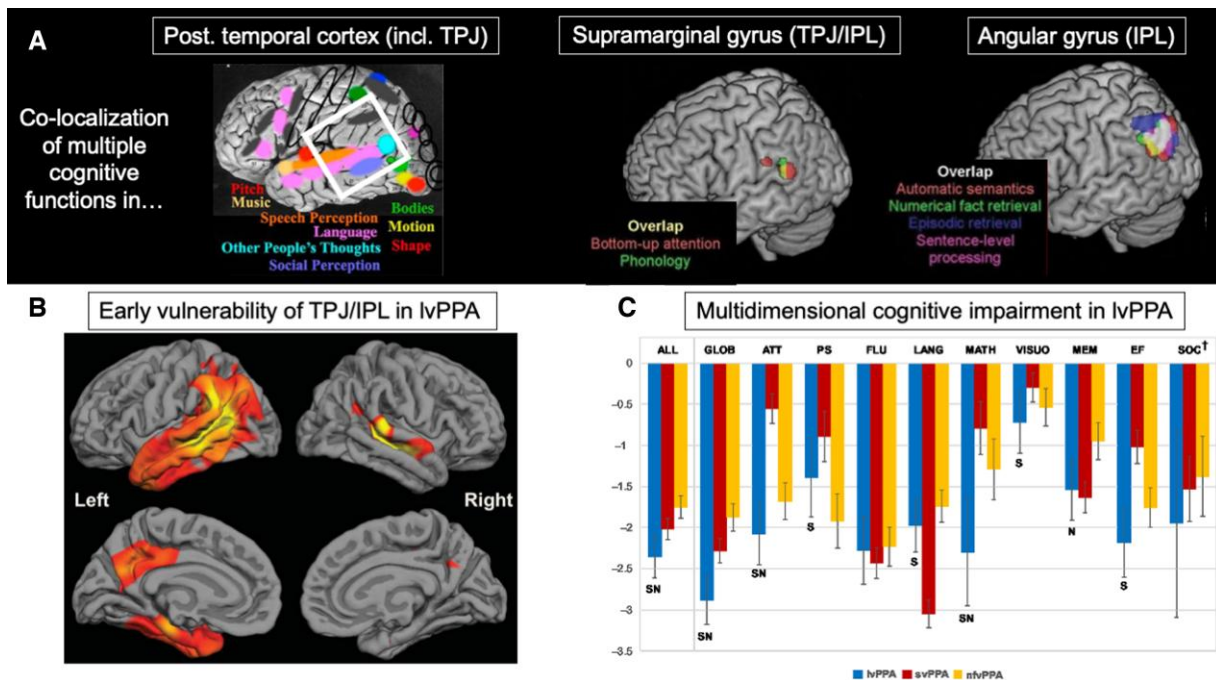 A
Post. temporal cortex (incl. TPJ)
Supramarginal gyrus (TPJ/IPL)
Angular gyrus (IPL)
Co-localization
of multiple
cognitive
functions in…
Pitch
Music
Speech Perception
Language
Other People's Thoughts
Social Perception
Bodies
Motion
Shape
Overlap
Bottom-up attention
Phonology
Overlap
Automatic semantics
Numerical fact retrieval
Episodic retrieval
Sentence-level
processing
B
Early vulnerability of TPJ/IPL in lvPPA
Left
Right
C
Multidimensional cognitive impairment in lvPPA
ALL GLOB ATT PS FLU LANG MATH VISUO MEM EF SOC†
0
−0.5
−1
−1.5
−2
−2.5
−3
−3.5
SN
SN
SN
S
S
SN
S
N
S
lvPPA svPPA nfvPPA